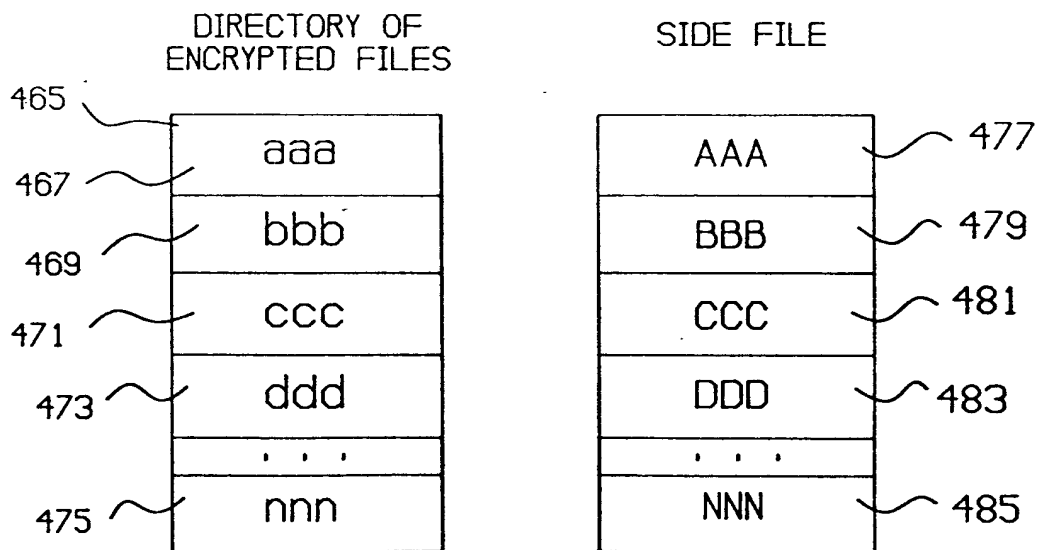 DIRECTORY OF
ENCRYPTED FILES
SIDE FILE
465
467
469
471
473
475
aaa
bbb
ccc
ddd
. . .
nnn
AAA
BBB
CCC
DDD
. . .
NNN
477
479
481
483
485